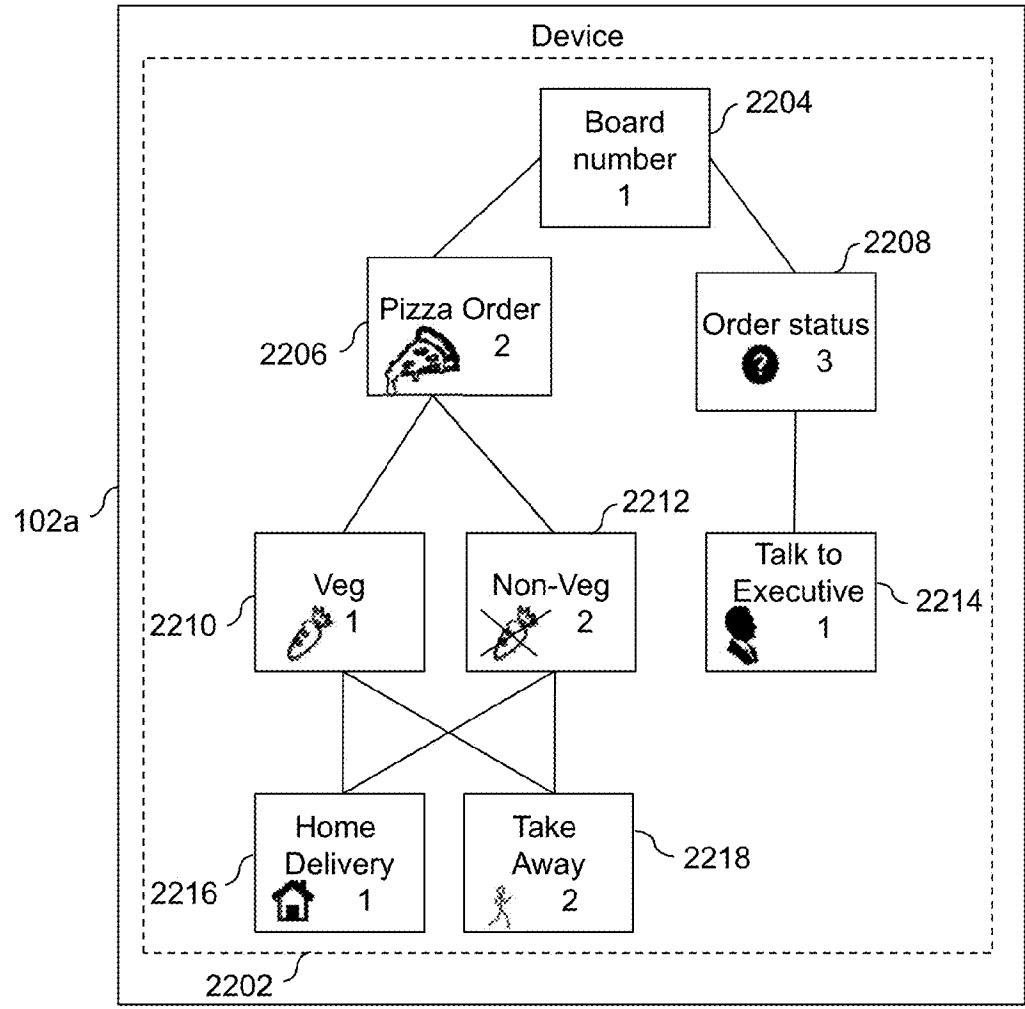 Device
2204
Board
number
1
2208
Pizza Order
2
2206
Order status
? 3
102a
2212
Veg
1
2210
Non-Veg
2
Talk to
Executive
1
2214
Home
Delivery
1
2216
Take
Away
2
2218
2202